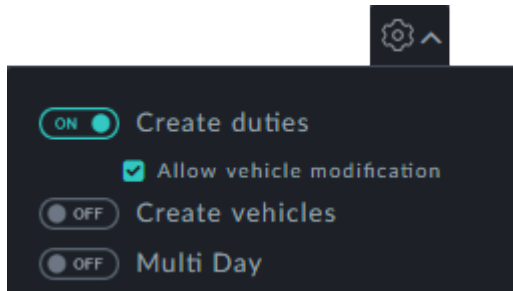 ON Create duties
Allow vehicle modification
OFF Create vehicles
OFF Multi Day